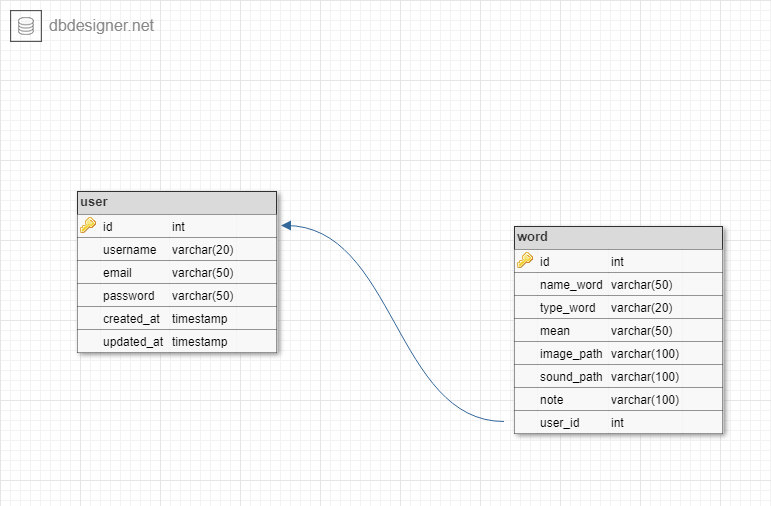 dbdesigner.net
user
id int
username varchar(20)
email varchar(50)
password varchar(50)
created_at timestamp
updated_at timestamp
word
id int
name_word varchar(50)
type_word varchar(20)
mean varchar(50)
image_path varchar(100)
sound_path varchar(100)
note varchar(100)
user_id int